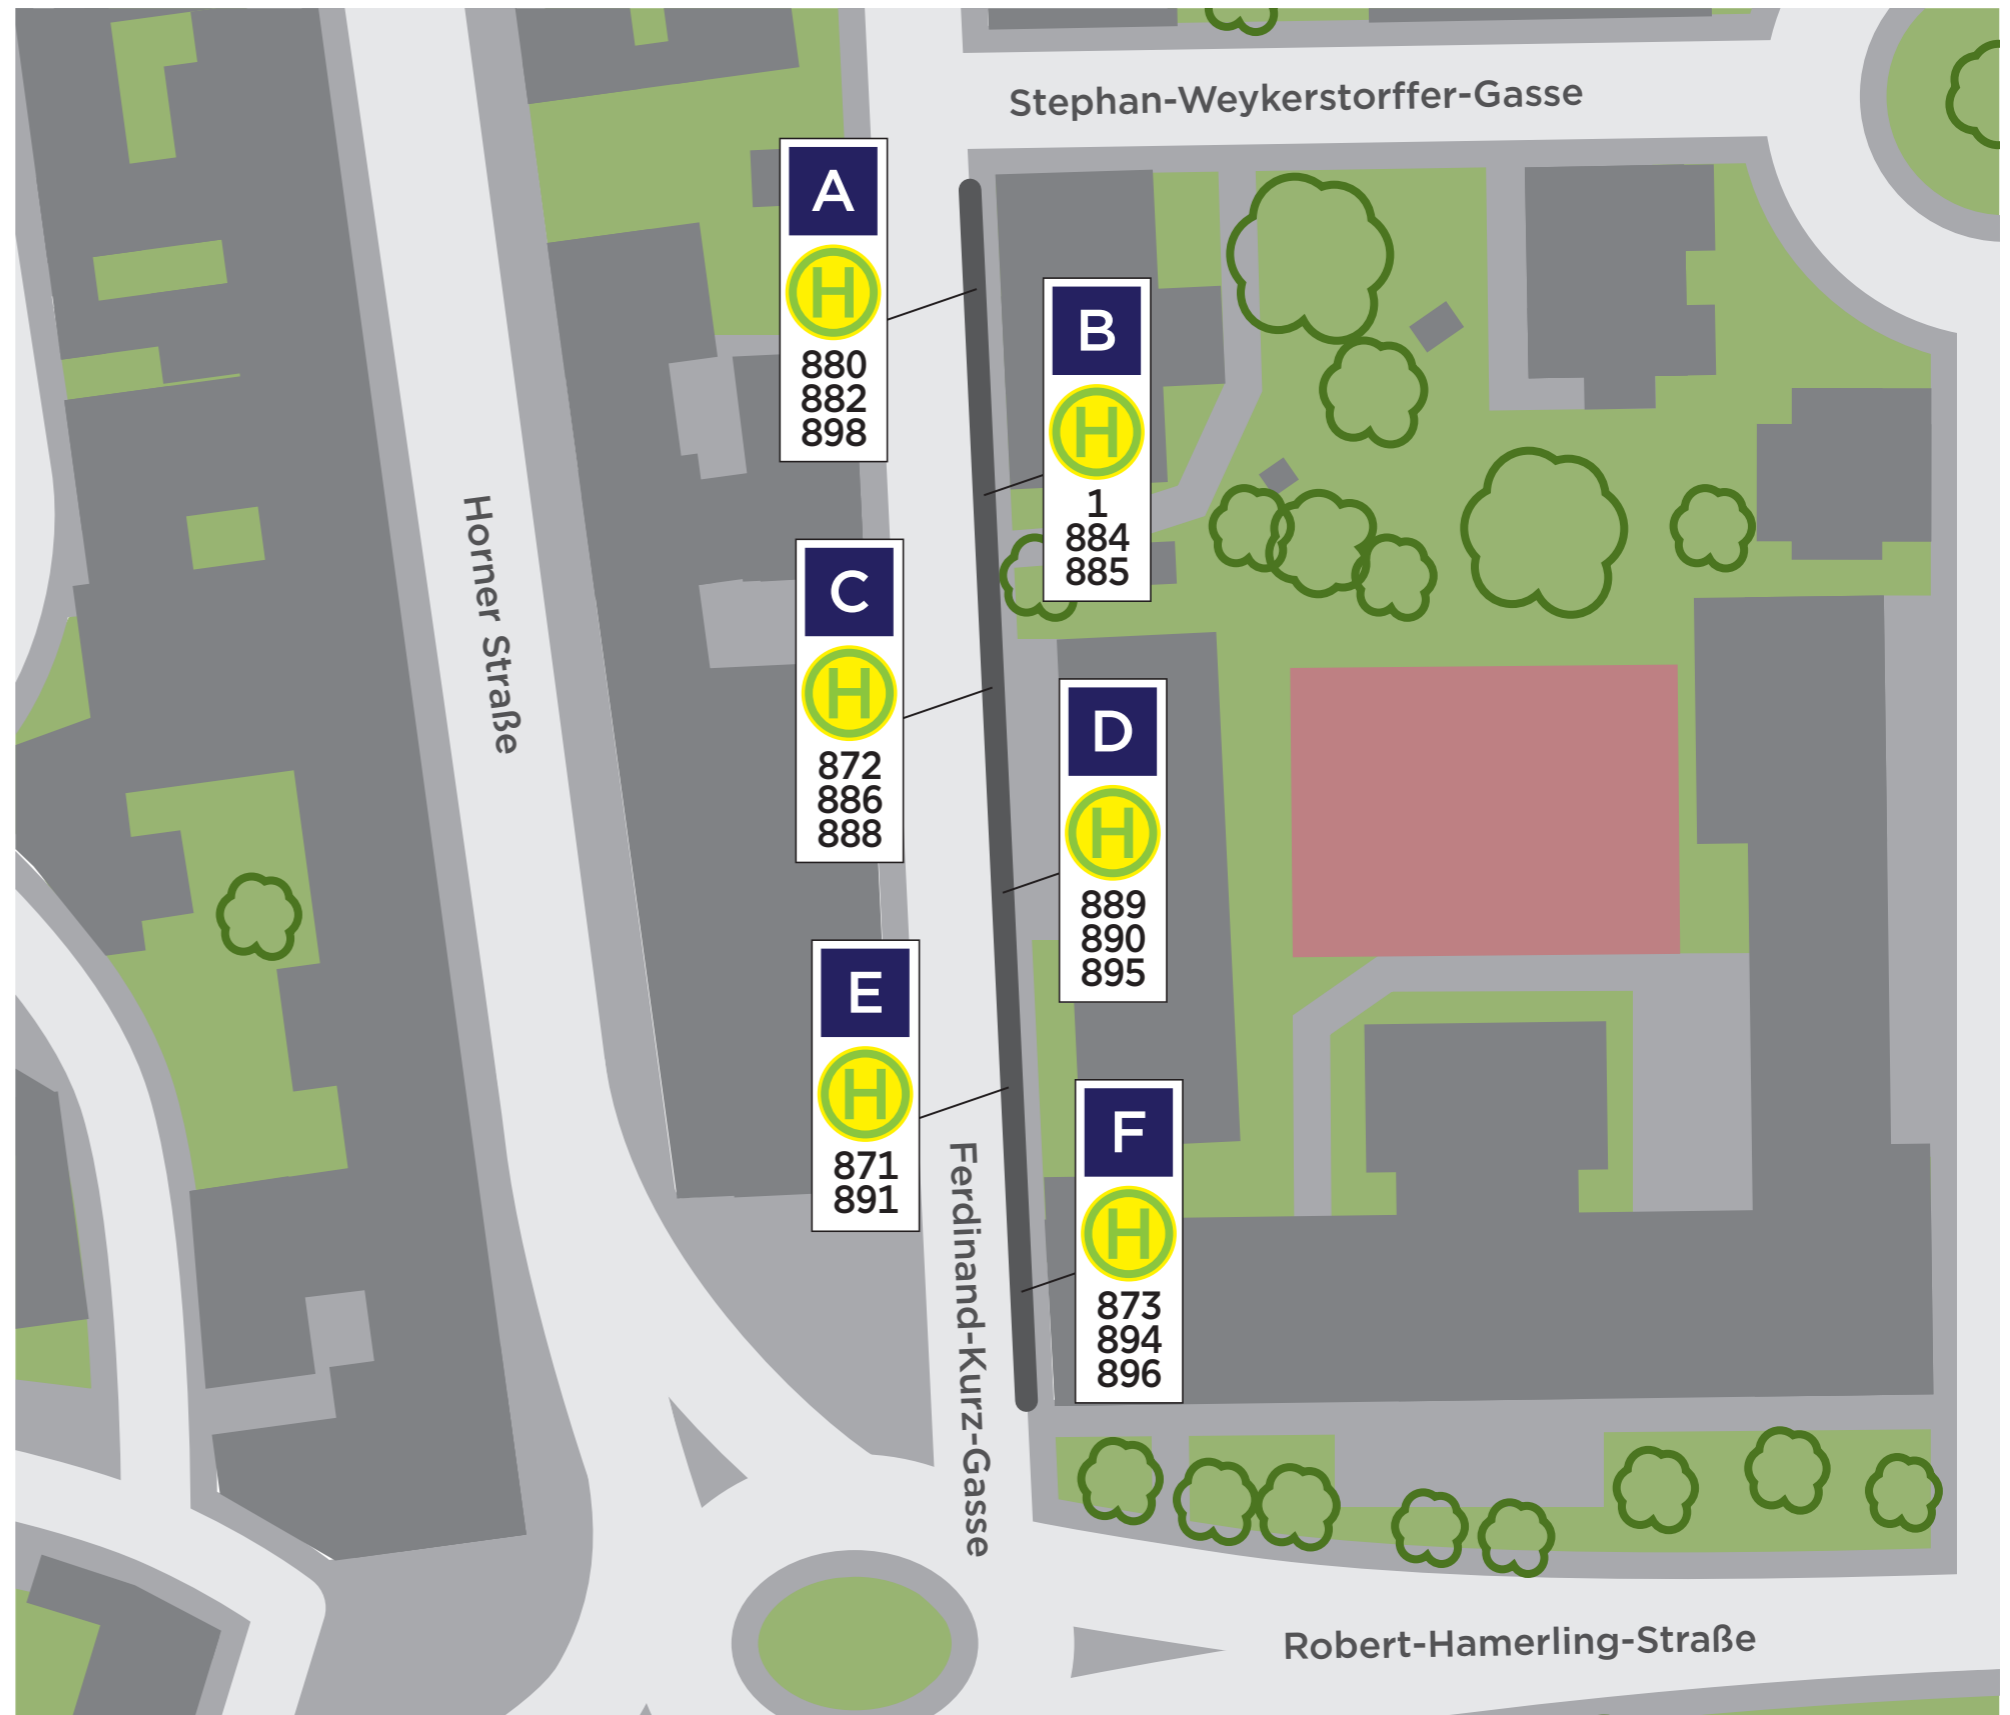 Stephan-Weykerstorffer-Gasse
A
H
880
882
898
B
H
1
884
885
Horner Straße
C
H
872
886
888
D
H
889
890
895
E
H
871
891
F
H
873
894
896
Ferdinand-Kurz-Gasse
Robert-Hamerling-Straße